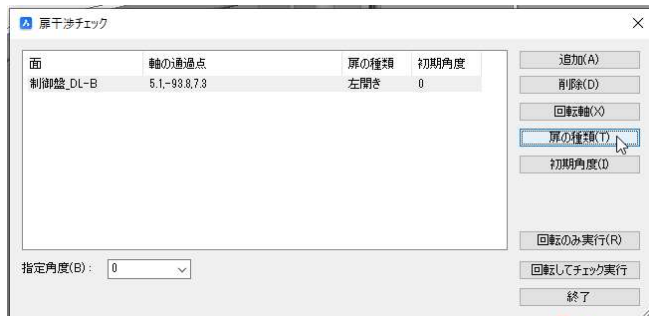 扉干渉チェック
面 軸の通過点 扉の種類 初期角度
制御盤_DL-B 5.1,-93.8,7.3 左開き 0
追加(A)
削除(D)
回転軸(X)
扉の種類(T)
初期角度(I)
回転のみ実行(R)
指定角度(B): 0
回転してチェック実行
終了